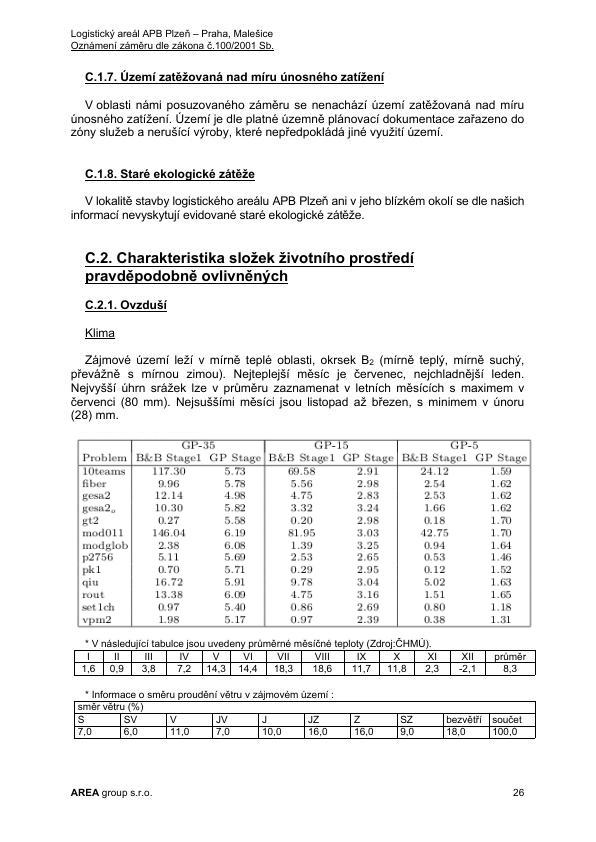 Logistický areál APB Plzeň – Praha, Malešice
Oznámení záměru dle zákona č.100/2001 Sb.
C.1.7. Území zatěžovaná nad míru únosného zatížení
V oblasti námi posuzovaného záměru se nenachází území zatěžovaná nad míru
únosného zatížení. Území je dle platné územně plánovací dokumentace zařazeno do
zóny služeb a nerušící výroby, které nepředpokládá jiné využití území.
C.1.8. Staré ekologické zátěže
V lokalitě stavby logistického areálu APB Plzeň ani v jeho blízkém okolí se dle našich
informací nevyskytují evidované staré ekologické zátěže.
C.2. Charakteristika složek životního prostředí
pravděpodobně ovlivněných
C.2.1. Ovzduší
Klima
Zájmové území leží v mírně teplé oblasti, okrsek B₂ (mírně teplý, mírně suchý,
převážně s mírnou zimou). Nejteplejší měsíc je červenec, nejchladnější leden.
Nejvyšší úhrn srážek lze v průměru zaznamenat v letních měsících s maximem v
červenci (80 mm). Nejsuššími měsíci jsou listopad až březen, s minimem v únoru
(28) mm.
GP-35 GP-15 GP-5
Problem B&B Stage1 GP Stage B&B Stage1 GP Stage B&B Stage1 GP Stage
10teams 117.30 5.73 69.58 2.91 24.12 1.59
fiber 9.96 5.78 5.56 2.98 2.54 1.62
gesa2 12.14 4.98 4.75 2.83 2.53 1.62
gesa2ₒ 10.30 5.82 3.32 3.24 1.66 1.62
gt2 0.27 5.58 0.20 2.98 0.18 1.70
mod011 146.04 6.19 81.95 3.03 42.75 1.70
modglob 2.38 6.08 1.39 3.25 0.94 1.64
p2756 5.11 5.69 2.53 2.65 0.53 1.46
pk1 0.70 5.71 0.29 2.95 0.12 1.52
qiu 16.72 5.91 9.78 3.04 5.02 1.63
rout 13.38 6.09 4.75 3.16 1.51 1.65
set1ch 0.97 5.40 0.86 2.69 0.80 1.18
vpm2 1.98 5.17 0.97 2.39 0.38 1.31
* V následující tabulce jsou uvedeny průměrné měsíčné teploty (Zdroj:ČHMÚ).
I II III IV V VI VII VIII IX X XI XII průměr
1,6 0,9 3,8 7,2 14,3 14,4 18,3 18,6 11,7 11,8 2,3 -2,1 8,3
* Informace o směru proudění větru v zájmovém území :
směr větru (%)
S SV V JV J JZ Z SZ bezvětří součet
7,0 6,0 11,0 7,0 10,0 16,0 16,0 9,0 18,0 100,0
AREA group s.r.o. 26